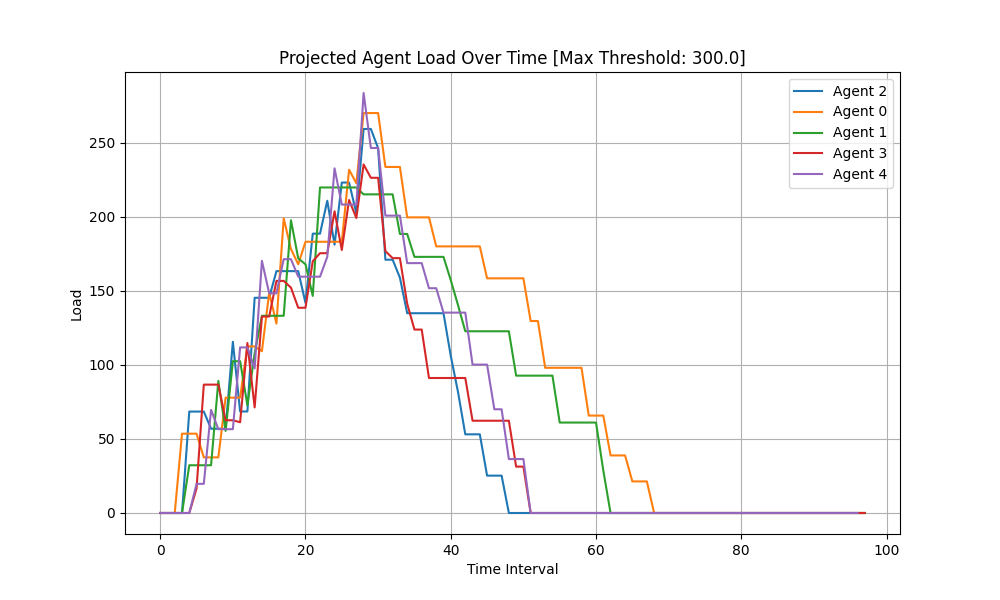 Projected Agent Load Over Time [Max Threshold: 300.0]
Agent 2
Agent 0
Agent 1
Agent 3
Agent 4
Load
250
200
150
100
50
0
0 20 40 60 80 100
Time Interval